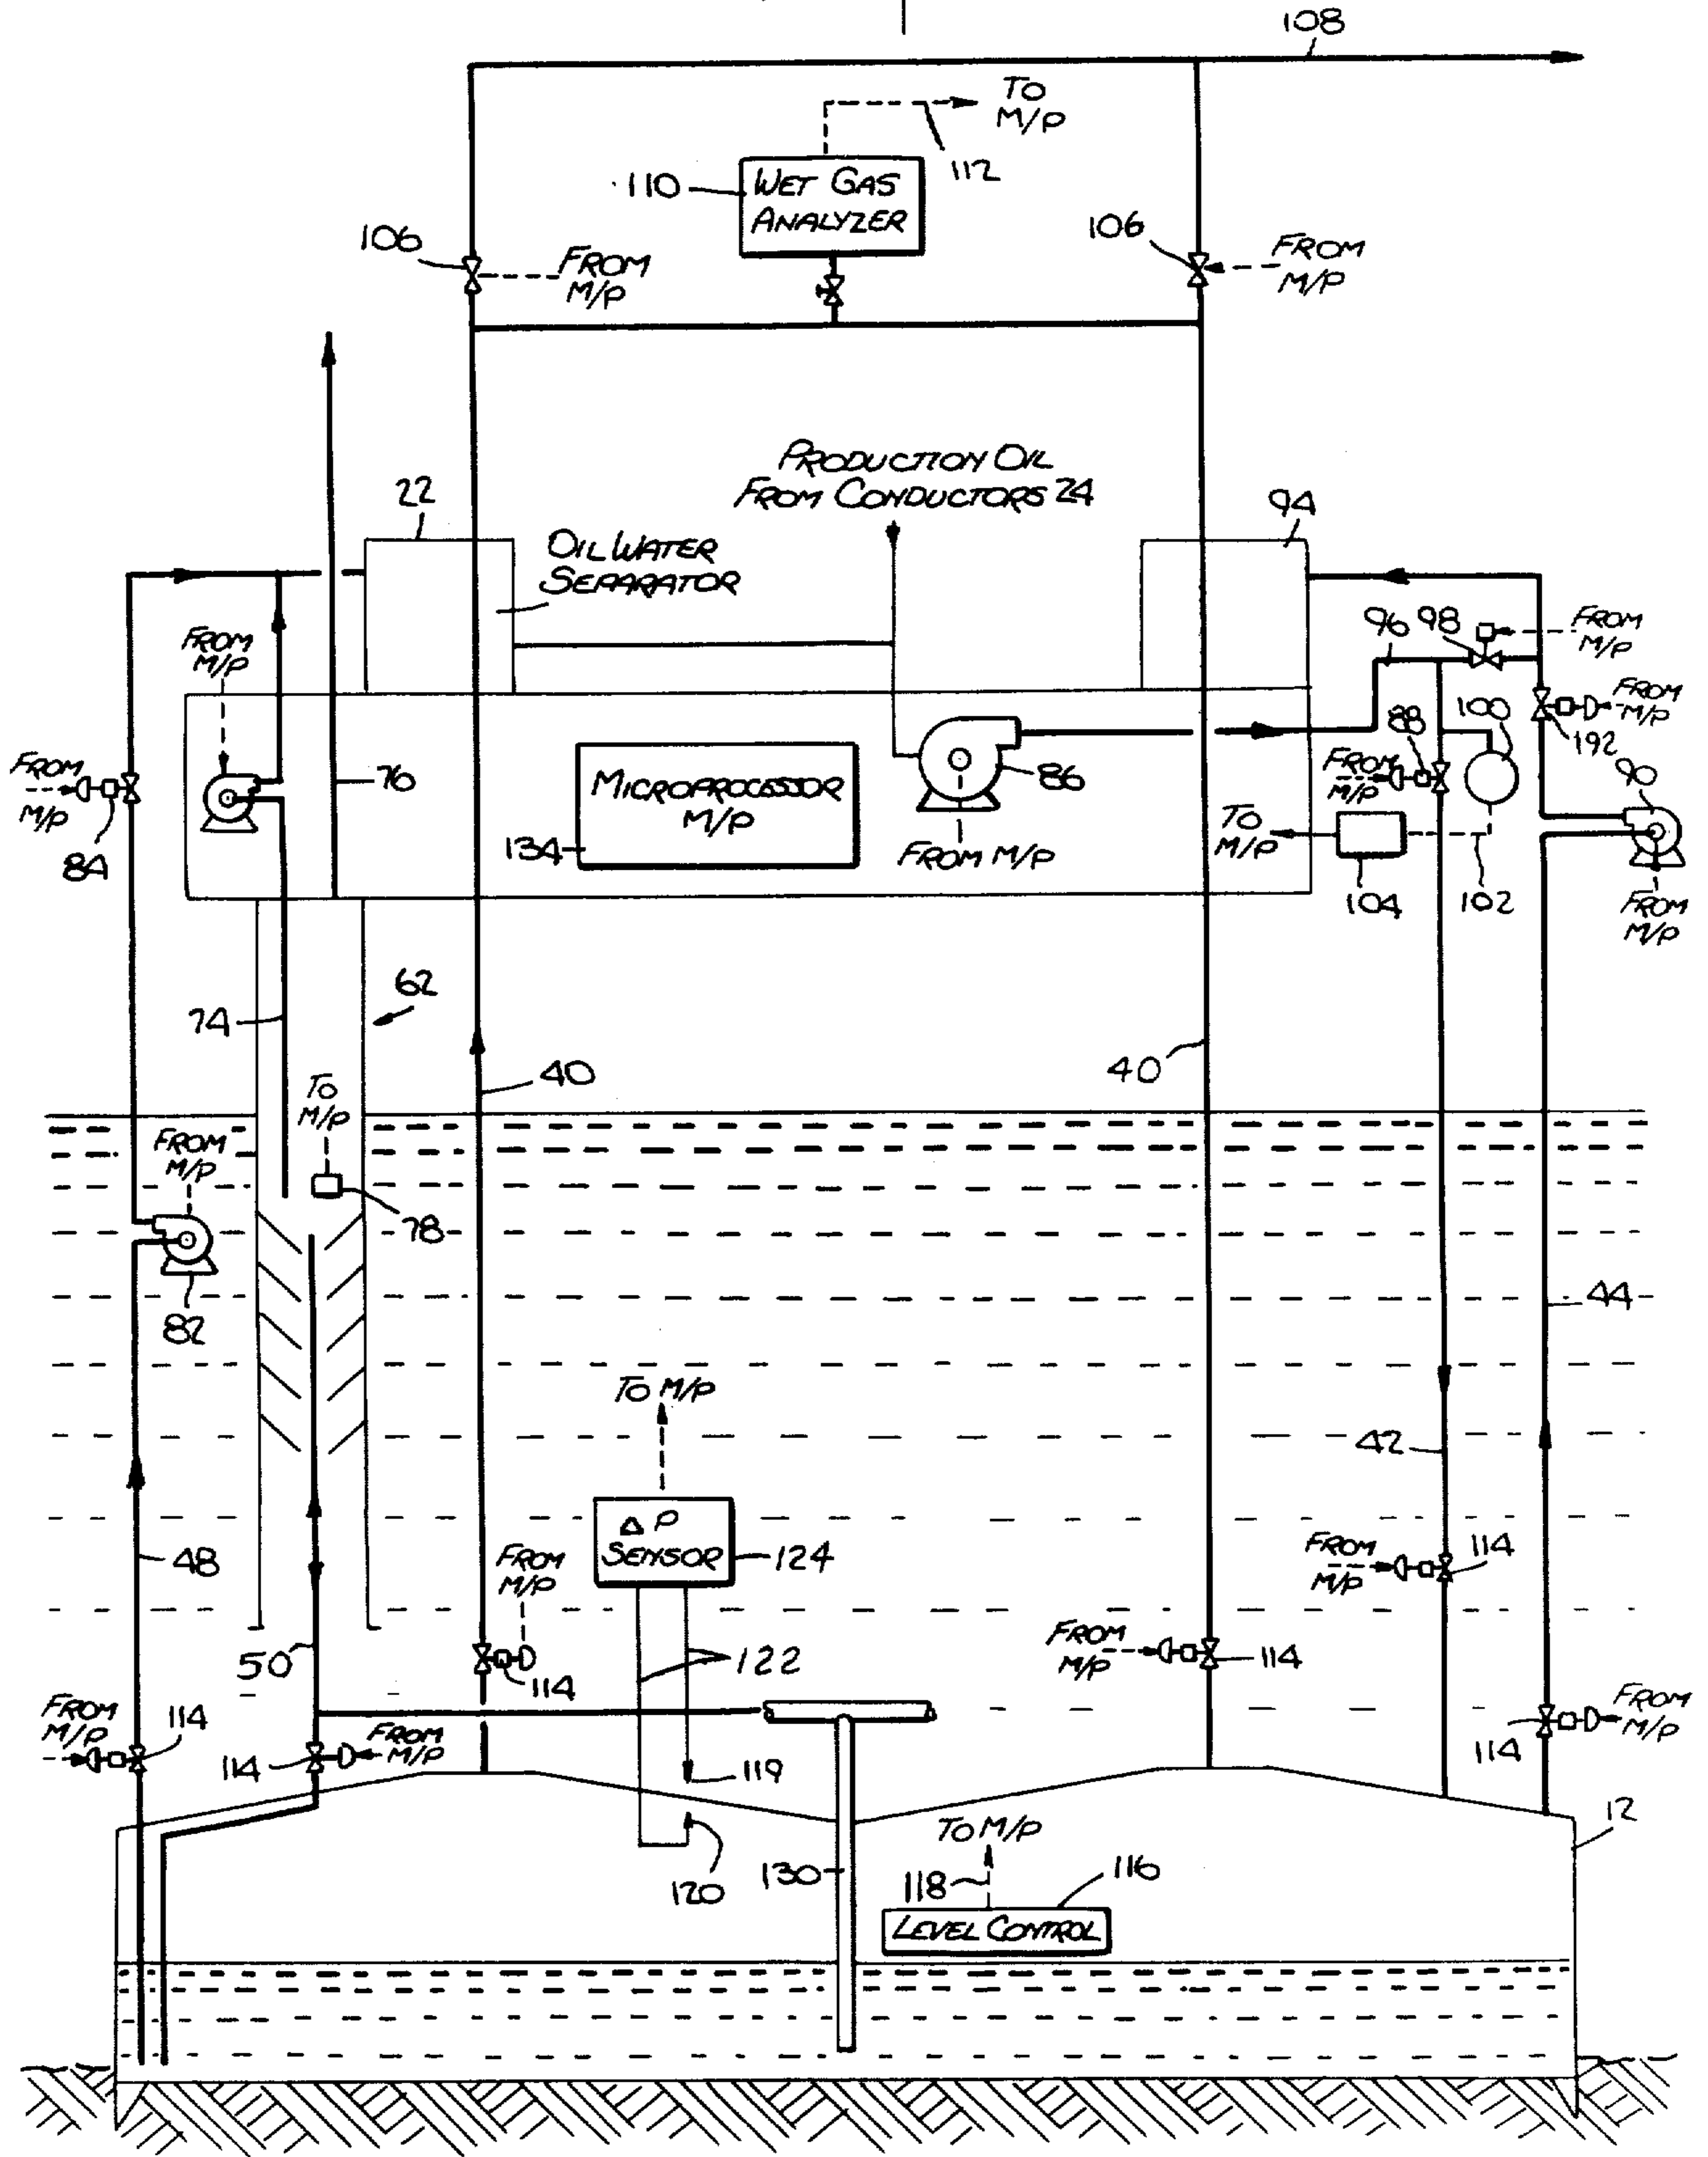 108
TO
M/P
112
110
WET GAS
ANALYZER
106
FROM
M/P
106
FROM
M/P
PRODUCTION OIL
FROM CONDUCTORS 24
22
94
OIL WATER
SEPARATOR
96
98
FROM
M/P
FROM
M/P
FROM
M/P
192
100
88
FROM
M/P
90
FROM
M/P
84
76
MICROPROCESSOR
M/P
134
86
FROM M/P
TO
M/P
104
102
FROM
M/P
62
74
40
40
TO
M/P
FROM
M/P
78
82
44
TO M/P
42
Δ P
SENSOR
124
48
FROM
M/P
114
FROM
M/P
114
50
122
FROM
M/P
114
FROM
M/P
114
FROM
M/P
114
FROM
M/P
114
119
12
TO M/P
120
130
118
116
LEVEL CONTROL